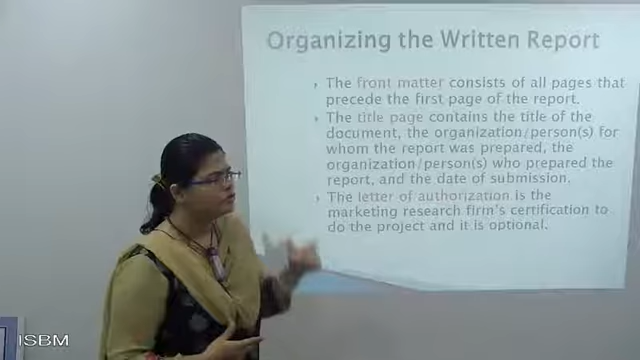 Organizing the Written Report
The front matter consists of all pages that
precede the first page of the report.
The title page contains the title of the
document, the organization/person(s) for
whom the report was prepared, the
organization/person(s) who prepared the
report, and the date of submission.
The letter of authorization is the
marketing research firm's certification to
do the project and it is optional.
ISBM